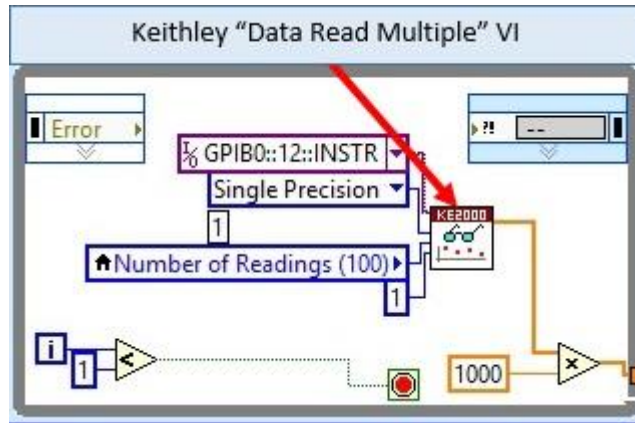 Keithley “Data Read Multiple” VI
Error
?!
--
I/O GPIB0::12::INSTR
Single Precision
KE2000
1
Number of Readings (100)
1
i
1
<
1000
x